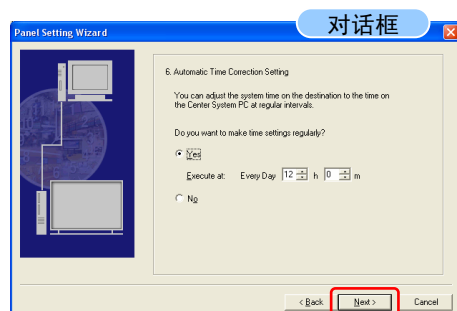 对话框
Panel Setting Wizard
6. Automatic Time Correction Setting
You can adjust the system time on the destination to the time on
the Center System PC at regular intervals.
Do you want to make time settings regularly?
Yes
Execute at: Every Day 12 h 0 m
No
< Back Next > Cancel